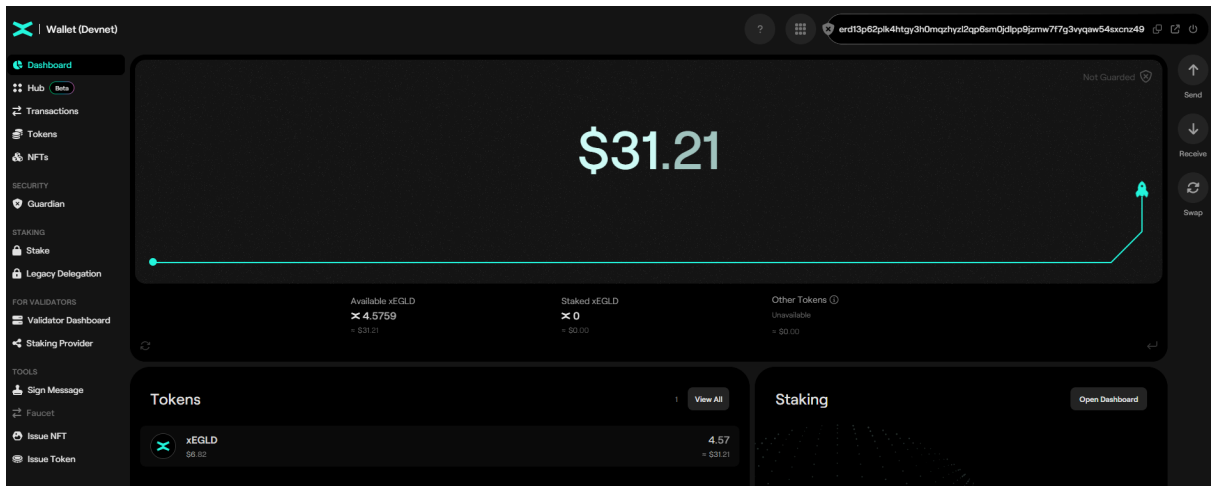 Wallet (Devnet)
?
erd13p62plk4htgy3h0mqzhyzl2qp6sm0jdlpp9jzmw7f7g3vyqaw54sxcnz49
Dashboard
Hub Beta
Transactions
Tokens
NFTs
SECURITY
Guardian
STAKING
Stake
Legacy Delegation
FOR VALIDATORS
Validator Dashboard
Staking Provider
TOOLS
Sign Message
Faucet
Issue NFT
Issue Token
Not Guarded
$31.21
Available xEGLD
4.5759
≈ $31.21
Staked xEGLD
0
≈ $0.00
Other Tokens
Unavailable
≈ $0.00
Send
Receive
Swap
Tokens
1 View All
xEGLD 4.57
$6.82 ≈ $31.21
Staking
Open Dashboard